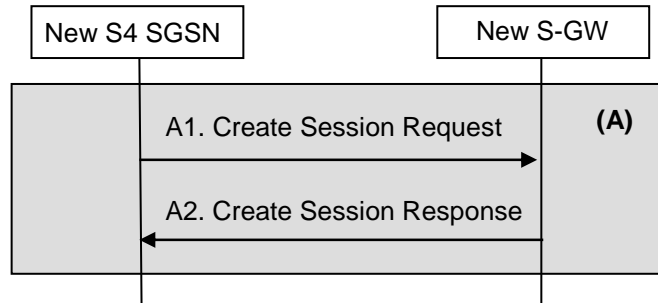 New S4 SGSN
New S-GW
(A)
A1. Create Session Request
A2. Create Session Response